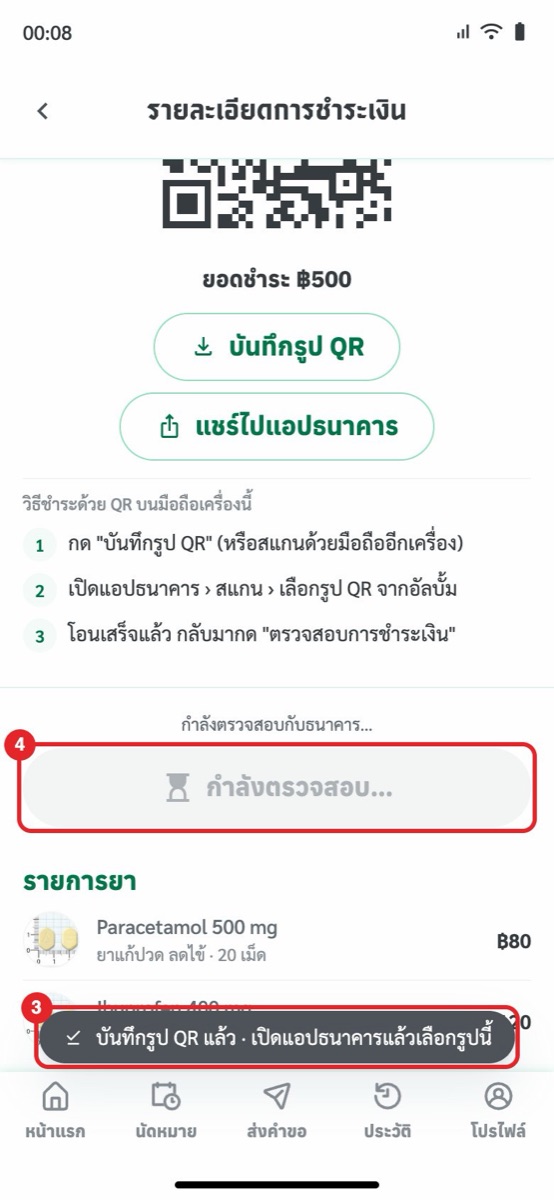 00:08
รายละเอียดการชำระเงิน
ยอดชำระ ฿500
บันทึกรูป QR
แชร์ไปแอปธนาคาร
วิธีชำระด้วย QR บนมือถือเครื่องนี้
1 กด "บันทึกรูป QR" (หรือสแกนด้วยมือถืออีกเครื่อง)
2 เปิดแอปธนาคาร › สแกน › เลือกรูป QR จากอัลบั้ม
3 โอนเสร็จแล้ว กลับมากด "ตรวจสอบการชำระเงิน"
กำลังตรวจสอบกับธนาคาร...
4
กำลังตรวจสอบ...
รายการยา
Paracetamol 500 mg
฿80
ยาแก้ปวด ลดไข้ · 20 เม็ด
3
บันทึกรูป QR แล้ว · เปิดแอปธนาคารแล้วเลือกรูปนี้
หน้าแรก นัดหมาย ส่งคำขอ ประวัติ โปรไฟล์